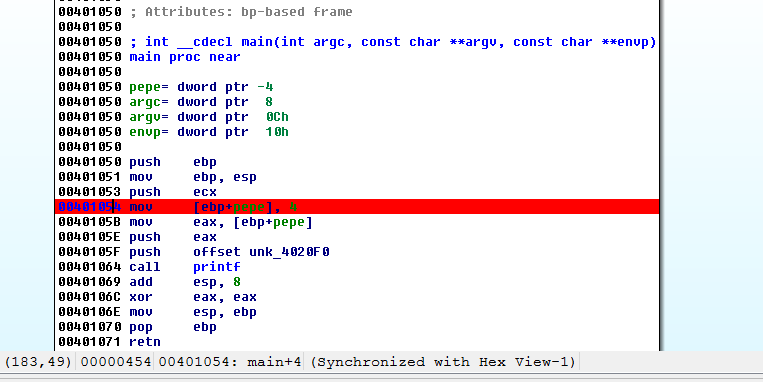 00401050
00401050 ; Attributes: bp-based frame
00401050
00401050 ; int __cdecl main(int argc, const char **argv, const char **envp)
00401050 main proc near
00401050
00401050 pepe= dword ptr -4
00401050 argc= dword ptr  8
00401050 argv= dword ptr  0Ch
00401050 envp= dword ptr  10h
00401050
00401050 push    ebp
00401051 mov     ebp, esp
00401053 push    ecx
00401054 mov     [ebp+pepe], 4
0040105B mov     eax, [ebp+pepe]
0040105E push    eax
0040105F push    offset unk_4020F0
00401064 call    printf
00401069 add     esp, 8
0040106C xor     eax, eax
0040106E mov     esp, ebp
00401070 pop     ebp
00401071 retn
(183,49) 00000454 00401054: main+4 (Synchronized with Hex View-1)